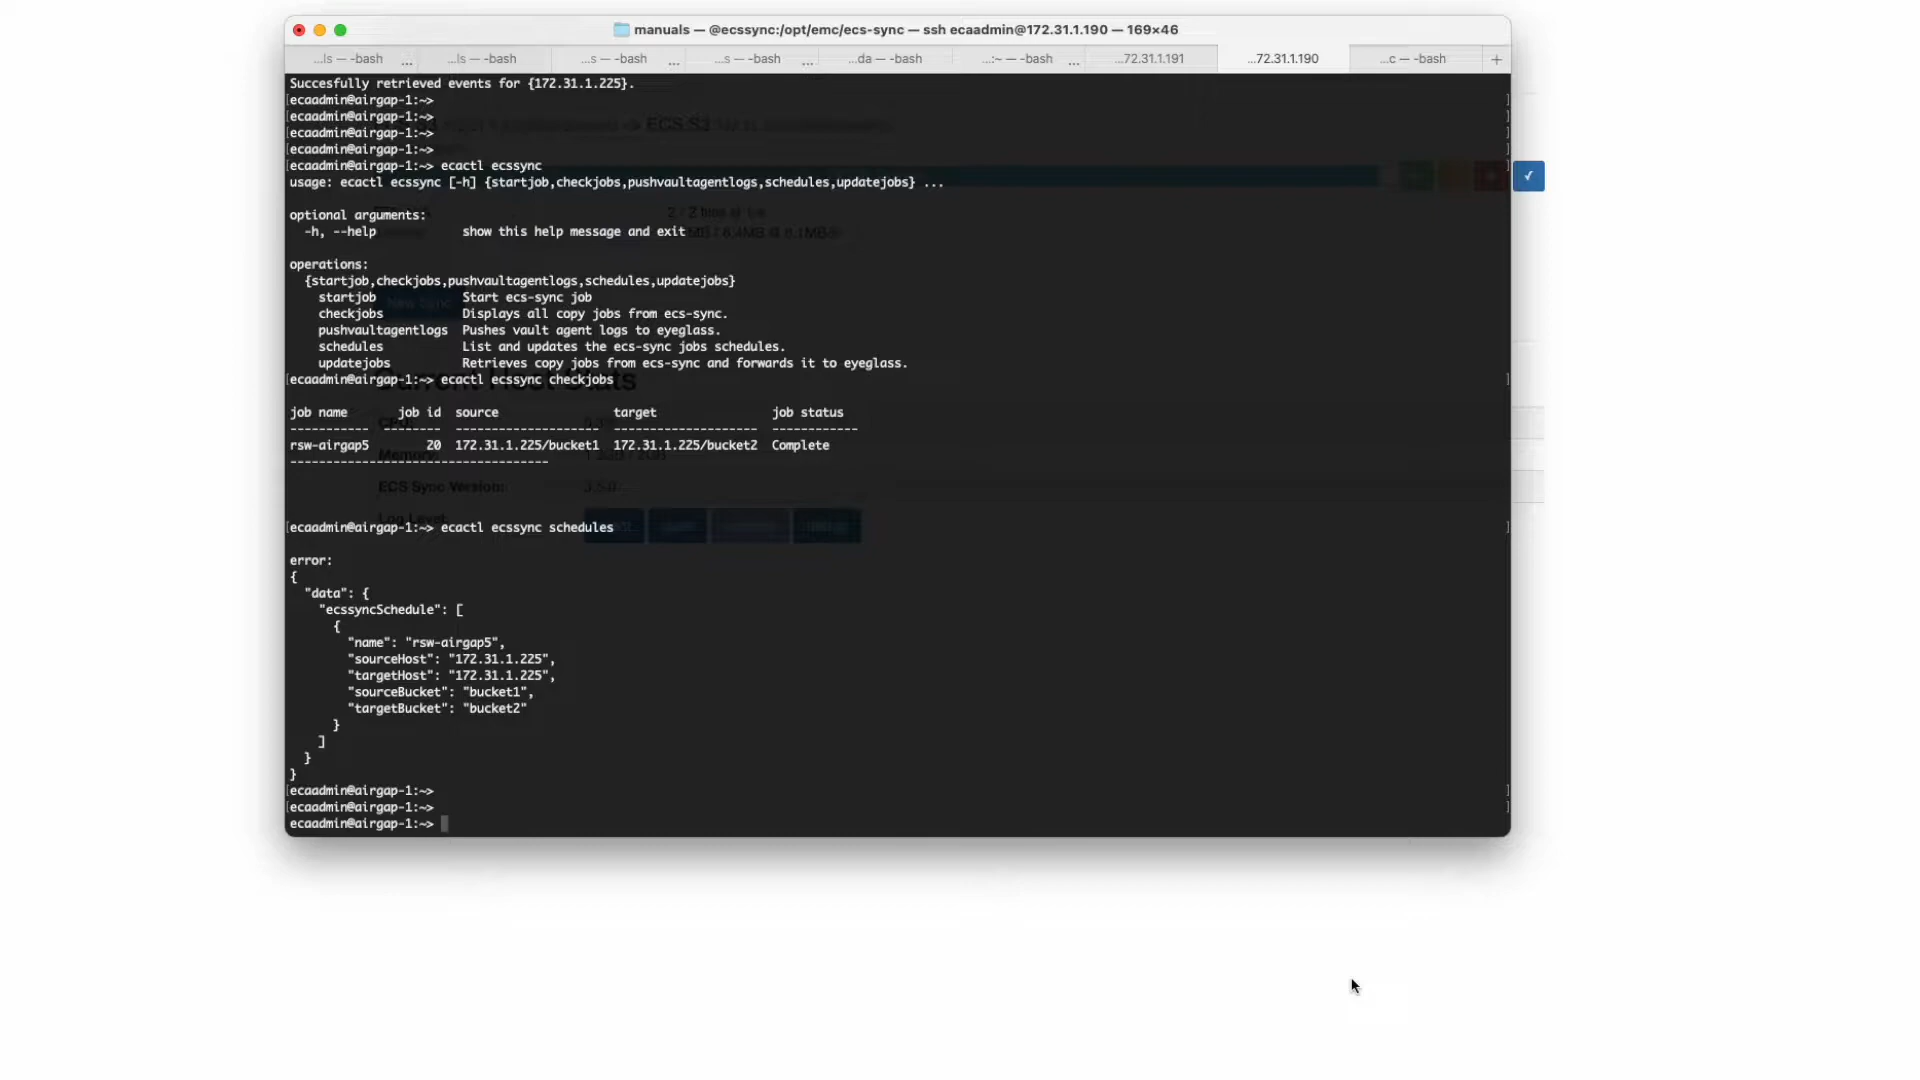 manuals — @ecssync:/opt/emc/ecs-sync — ssh ecaadmin@172.31.1.190 — 169×46
...ls — -bash ... ...ls — -bash ...s — -bash ... ...s — -bash ... ...da — -bash ...:~ — -bash ... ...72.31.1.191 ...72.31.1.190 ...c — -bash +
Succesfully retrieved events for {172.31.1.225}.
[ecaadmin@airgap-1:~> ]
[ecaadmin@airgap-1:~> ]
[ecaadmin@airgap-1:~> ]
[ecaadmin@airgap-1:~> ]
[ecaadmin@airgap-1:~> ecactl ecssync ]
usage: ecactl ecssync [-h] {startjob,checkjobs,pushvaultagentlogs,schedules,updatejobs} ...
optional arguments:
-h, --help show this help message and exit
operations:
{startjob,checkjobs,pushvaultagentlogs,schedules,updatejobs}
startjob Start ecs-sync job
checkjobs Displays all copy jobs from ecs-sync.
pushvaultagentlogs Pushes vault agent logs to eyeglass.
schedules List and updates the ecs-sync jobs schedules.
updatejobs Retrieves copy jobs from ecs-sync and forwards it to eyeglass.
[ecaadmin@airgap-1:~> ecactl ecssync checkjobs ]
Current Host Stats
job name job id source target job status
----------- -------- -------------------- -------------------- ------------
rsw-airgap5 20 172.31.1.225/bucket1 172.31.1.225/bucket2 Complete
------------------------------------
Memory:
ECS Sync Version:
Log Level
[ecaadmin@airgap-1:~> ecactl ecssync schedules ]
error:
{
"data": {
"ecssyncSchedule": [
{
"name": "rsw-airgap5",
"sourceHost": "172.31.1.225",
"targetHost": "172.31.1.225",
"sourceBucket": "bucket1",
"targetBucket": "bucket2"
}
]
}
}
[ecaadmin@airgap-1:~> ]
[ecaadmin@airgap-1:~> ]
ecaadmin@airgap-1:~>